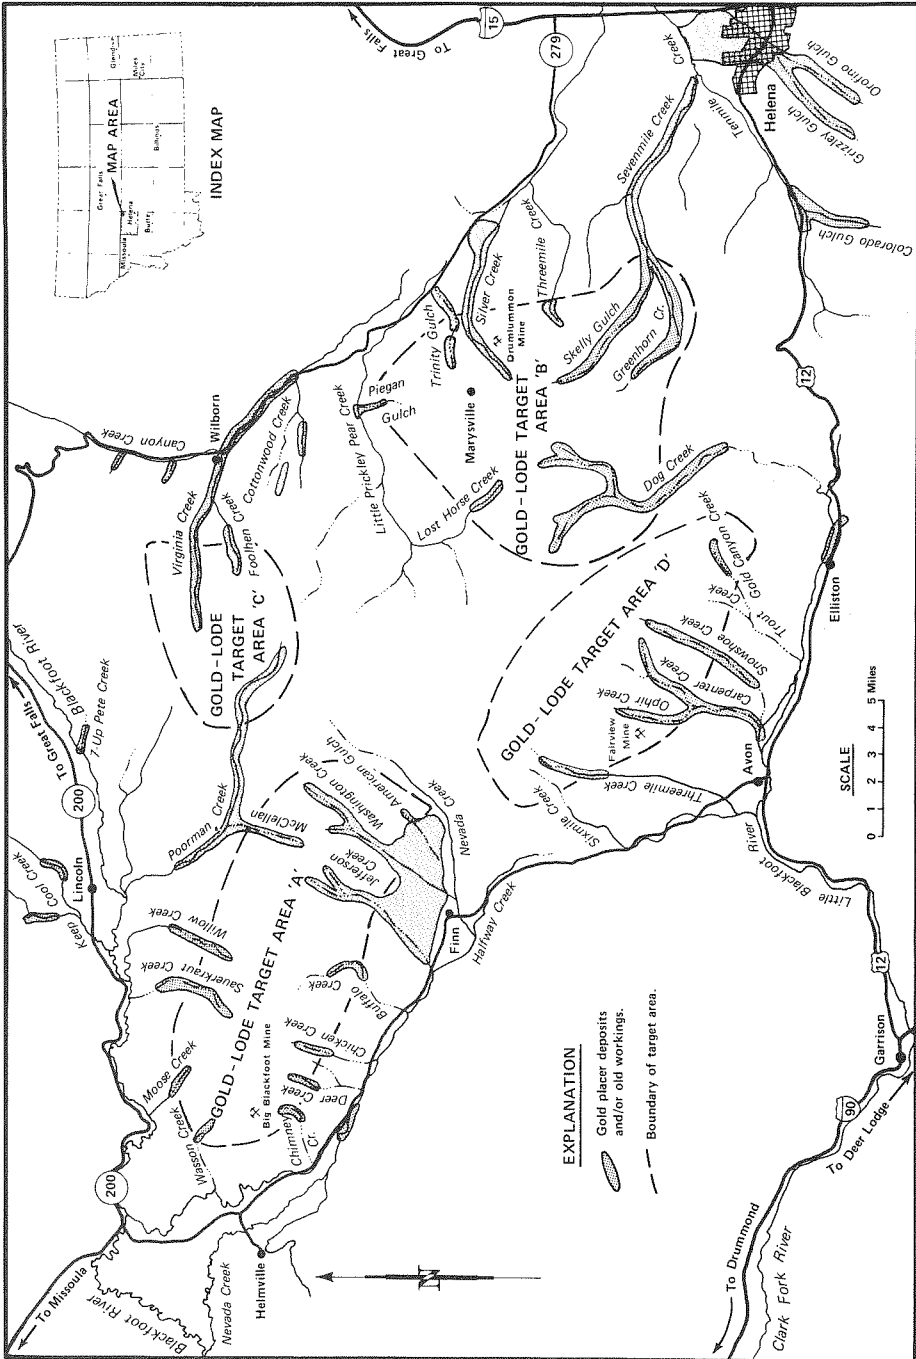 To Missoula
Blackfoot River
200
Nevada Creek
Helmville
Wasson Creek
Moose Creek
Sauerkraut Creek
Willow Creek
Keep Cool Creek
Lincoln
200
To Great Falls
Blackfoot River
7-Up Pete Creek
Poorman Creek
McClellan
GOLD-LODE TARGET AREA 'A'
Big Blackfoot Mine
Chimney
Cr.
Deer Creek
Chicken Creek
Buffalo
Creek
Jefferson
Creek
Washington Creek
American Gulch
Nevada
Creek
Finn
Halfway Creek
GOLD-LODE
TARGET
AREA 'C'
Virginia Creek
Foolhen Creek
Cottonwood Creek
Canyon Creek
Wilborn
Little Prickley Pear Creek
Piegan
Gulch
Lost Horse Creek
Trinity Gulch
Marysville
Silver Creek
Drumlummon
Mine
GOLD-LODE TARGET
AREA 'B'
Threemile Creek
Skelly Gulch
Greenhorn Cr.
Sevenmile Creek
Dog Creek
279
15
To Great Falls
Tenmile
Creek
Helena
Orofino Gulch
Grizzley Gulch
Colorado Gulch
12
GOLD-LODE TARGET AREA 'D'
Gold Canyon
Creek
Trout
Creek
Snowshoe Creek
Carpenter Creek
Ophir Creek
Fairview
Mine
Threemile Creek
Sixmile Creek
Elliston
Avon
Little Blackfoot
River
12
Garrison
90
To Deer Lodge
To Drummond
Clark Fork River
N
EXPLANATION
Gold placer deposits
and/or old workings.
Boundary of target area.
SCALE
0 1 2 3 4 5 Miles
Missoula
Great Falls
Helena
Butte
Billings
Miles
City
MAP AREA
INDEX MAP